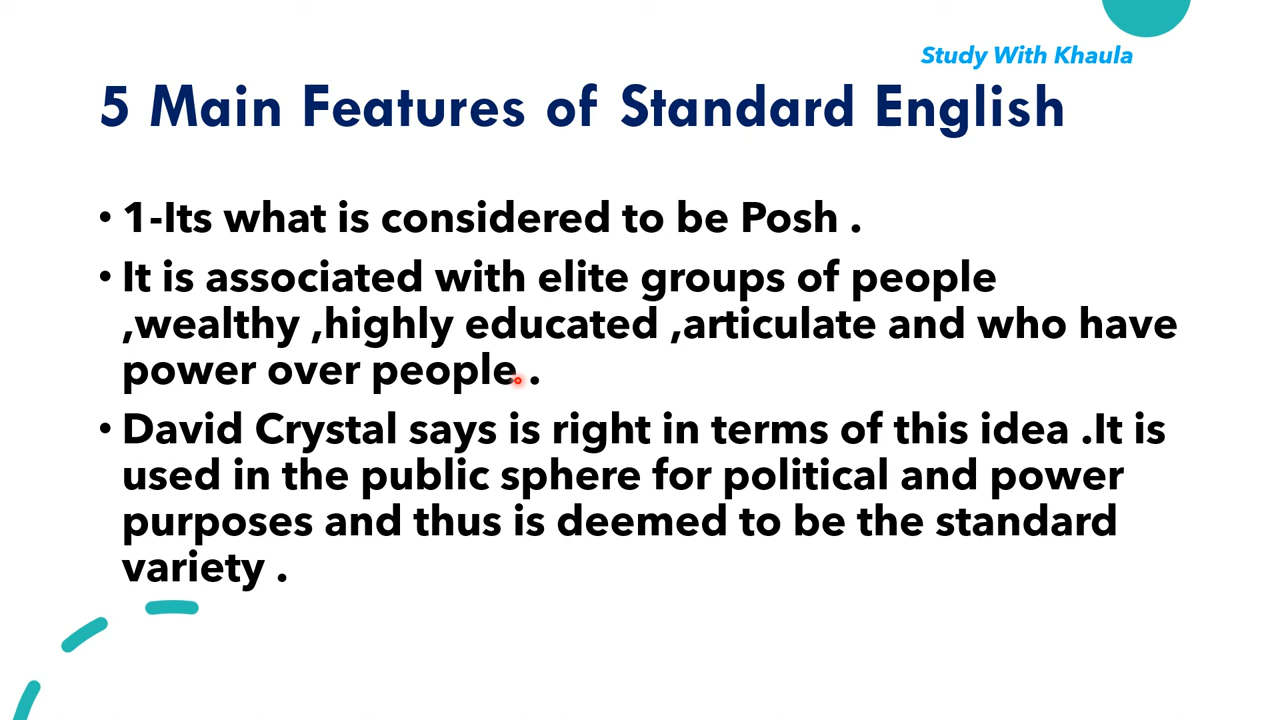 Study With Khaula
5 Main Features of Standard English
• 1-Its what is considered to be Posh .
• It is associated with elite groups of people
,wealthy ,highly educated ,articulate and who have
power over people .
• David Crystal says is right in terms of this idea .It is
used in the public sphere for political and power
purposes and thus is deemed to be the standard
variety .